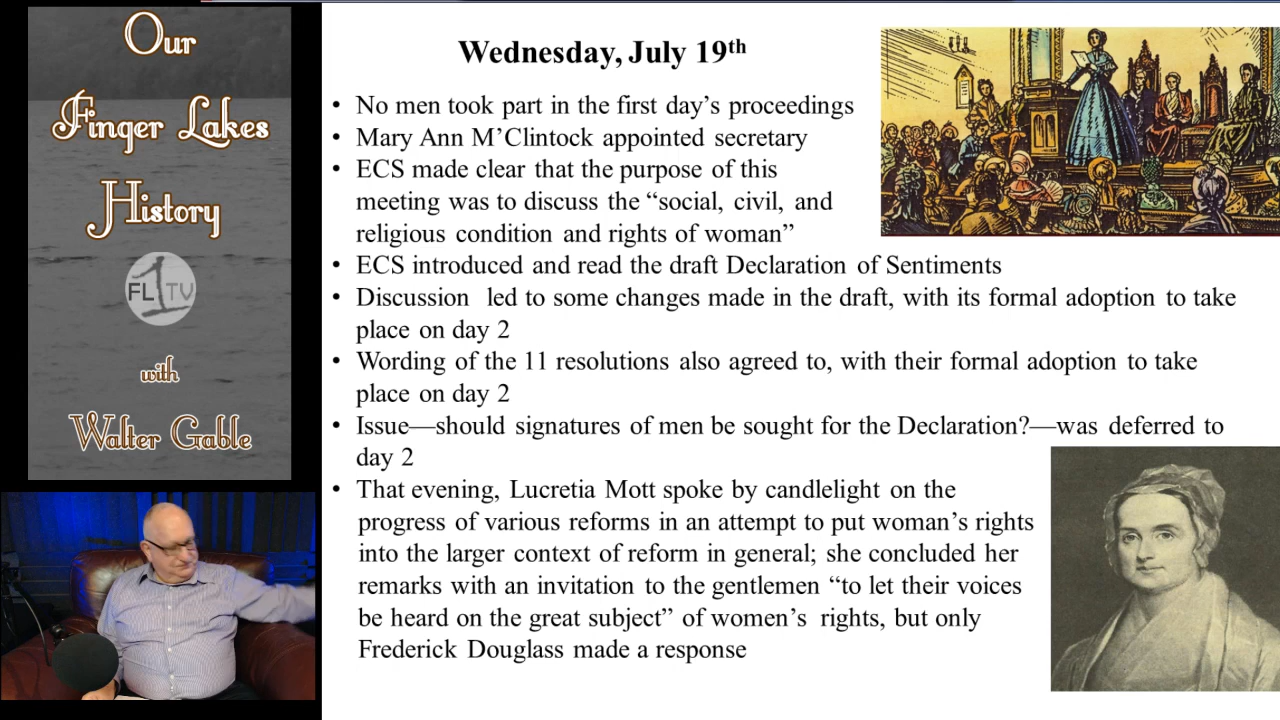 Our
Finger Lakes
History
FL1TV
with
Walter Gable
Wednesday, July 19th
• No men took part in the first day’s proceedings
• Mary Ann M’Clintock appointed secretary
• ECS made clear that the purpose of this
meeting was to discuss the “social, civil, and
religious condition and rights of woman”
• ECS introduced and read the draft Declaration of Sentiments
• Discussion led to some changes made in the draft, with its formal adoption to take
place on day 2
• Wording of the 11 resolutions also agreed to, with their formal adoption to take
place on day 2
• Issue—should signatures of men be sought for the Declaration?—was deferred to
day 2
• That evening, Lucretia Mott spoke by candlelight on the
progress of various reforms in an attempt to put woman’s rights
into the larger context of reform in general; she concluded her
remarks with an invitation to the gentlemen “to let their voices
be heard on the great subject” of women’s rights, but only
Frederick Douglass made a response